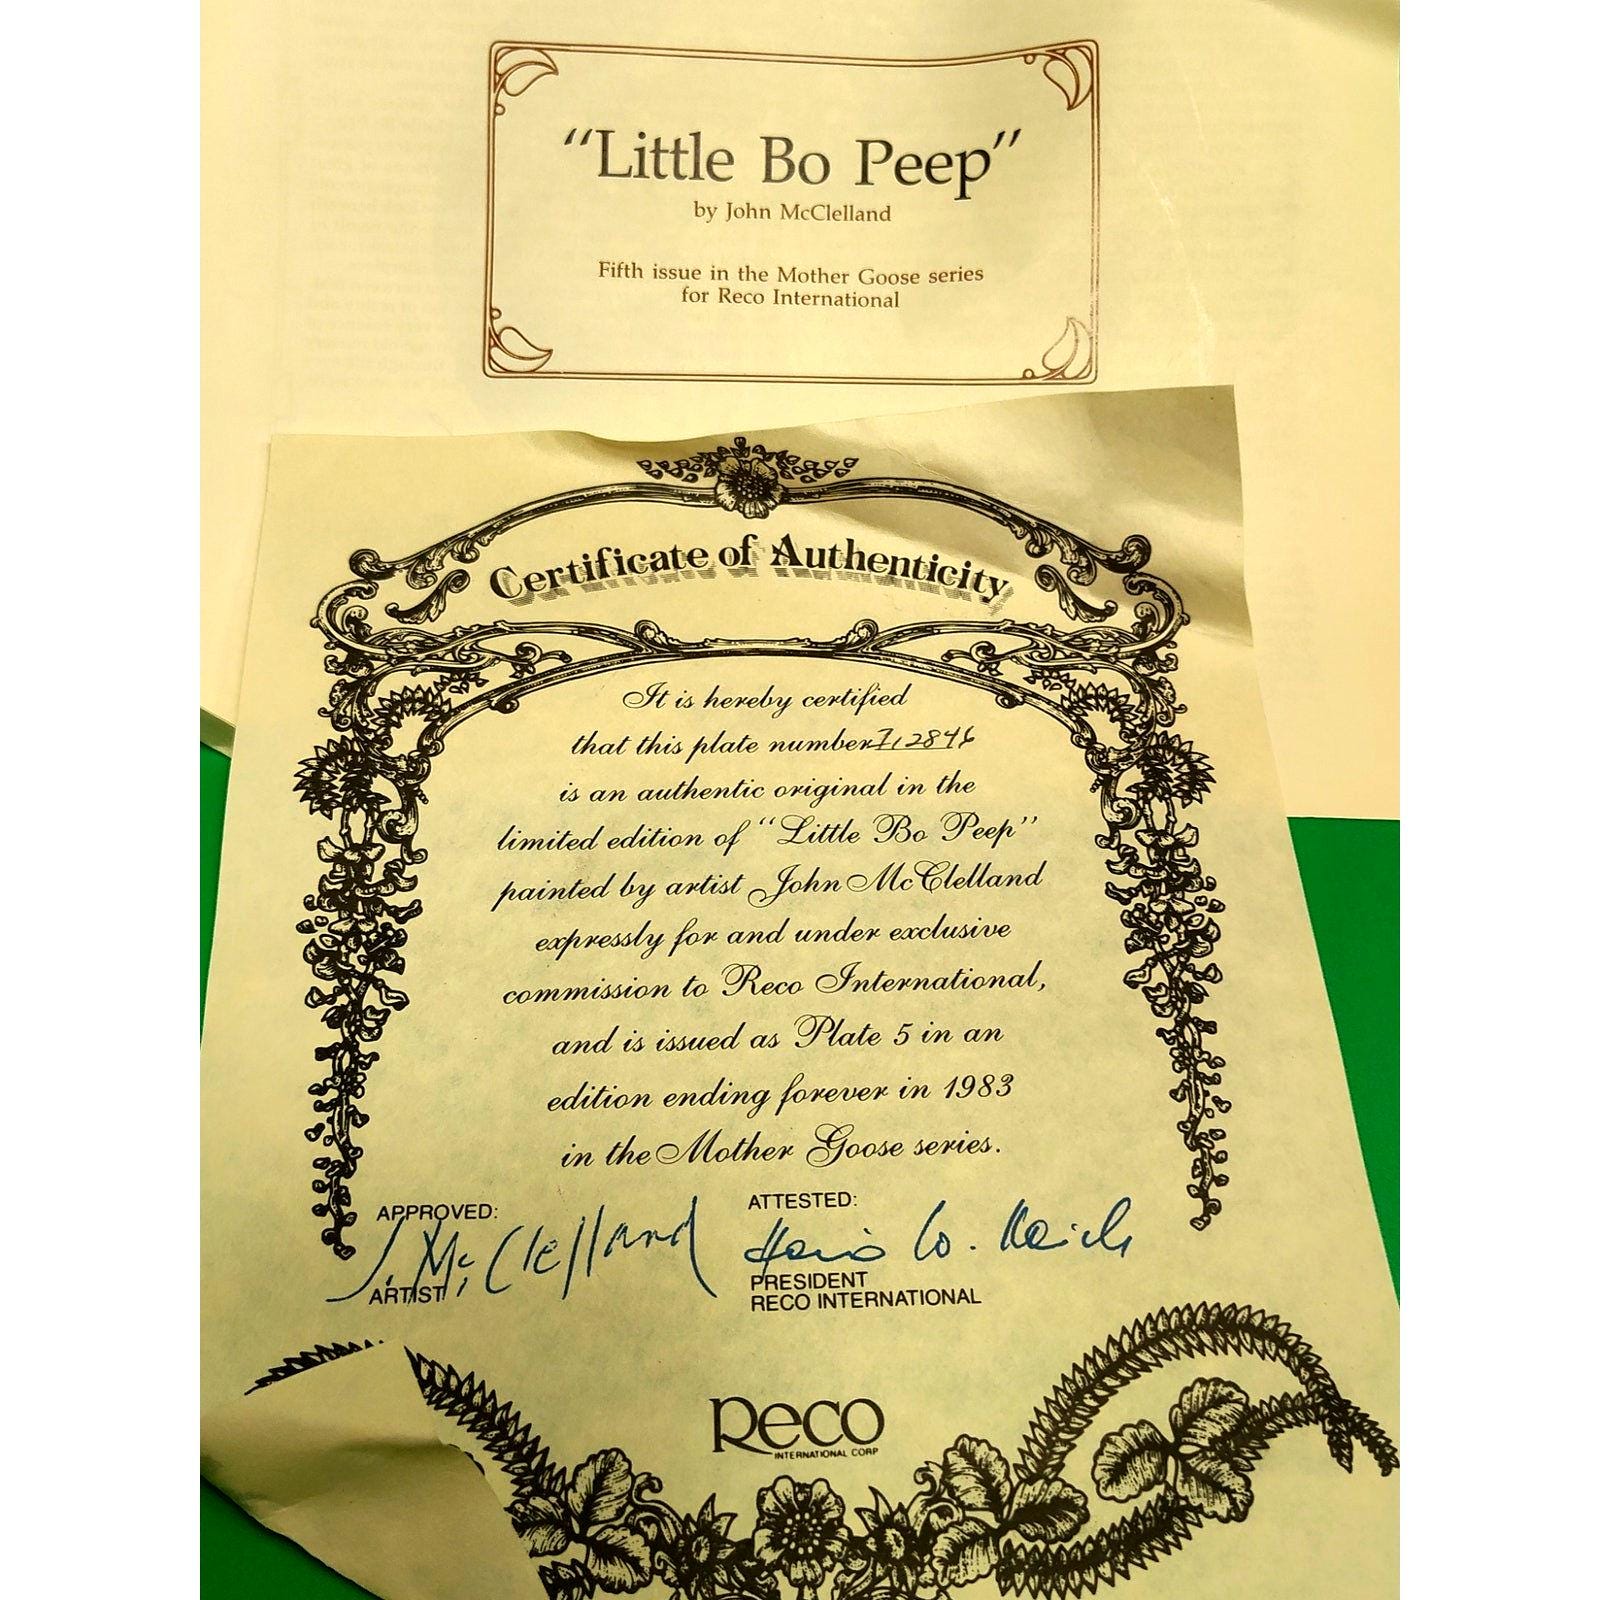 “Little Bo Peep”
by John McClelland
Fifth issue in the Mother Goose series
for Reco International
Certificate of Authenticity
It is hereby certified
that this plate number
is an authentic original in the
limited edition of “Little Bo Peep”
painted by artist John McClelland
expressly for and under exclusive
commission to Reco International,
and is issued as Plate 5 in an
edition ending forever in 1983
in the Mother Goose series.
APPROVED:
J. McClelland
ARTIST
ATTESTED:
PRESIDENT
RECO INTERNATIONAL
Reco
INTERNATIONAL CORP